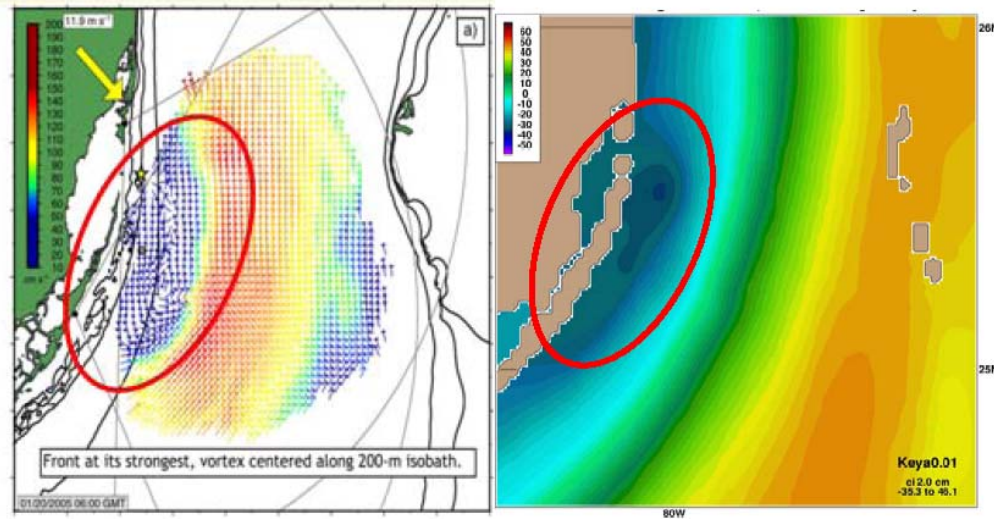 11.9 m s⁻¹
a)
200
190
180
170
160
150
140
130
120
110
100
90
80
70
60
50
40
30
20
10
cm s⁻¹
Front at its strongest, vortex centered along 200-m isobath.
01/20/2005 06:00 GMT
60
50
40
30
20
10
0
-10
-20
-30
-40
-50
26N
25N
Keya0.01
ci 2.0 cm
-35.3 to 46.1
80W